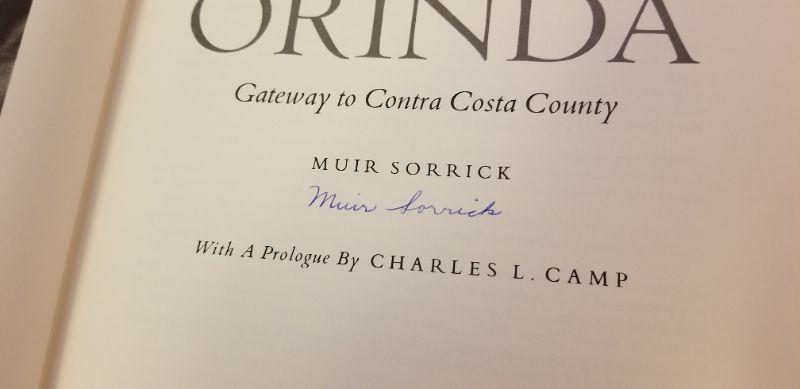 ORINDA
Gateway to Contra Costa County
MUIR SORRICK
Muir Sorrick
With A Prologue By CHARLES L. CAMP